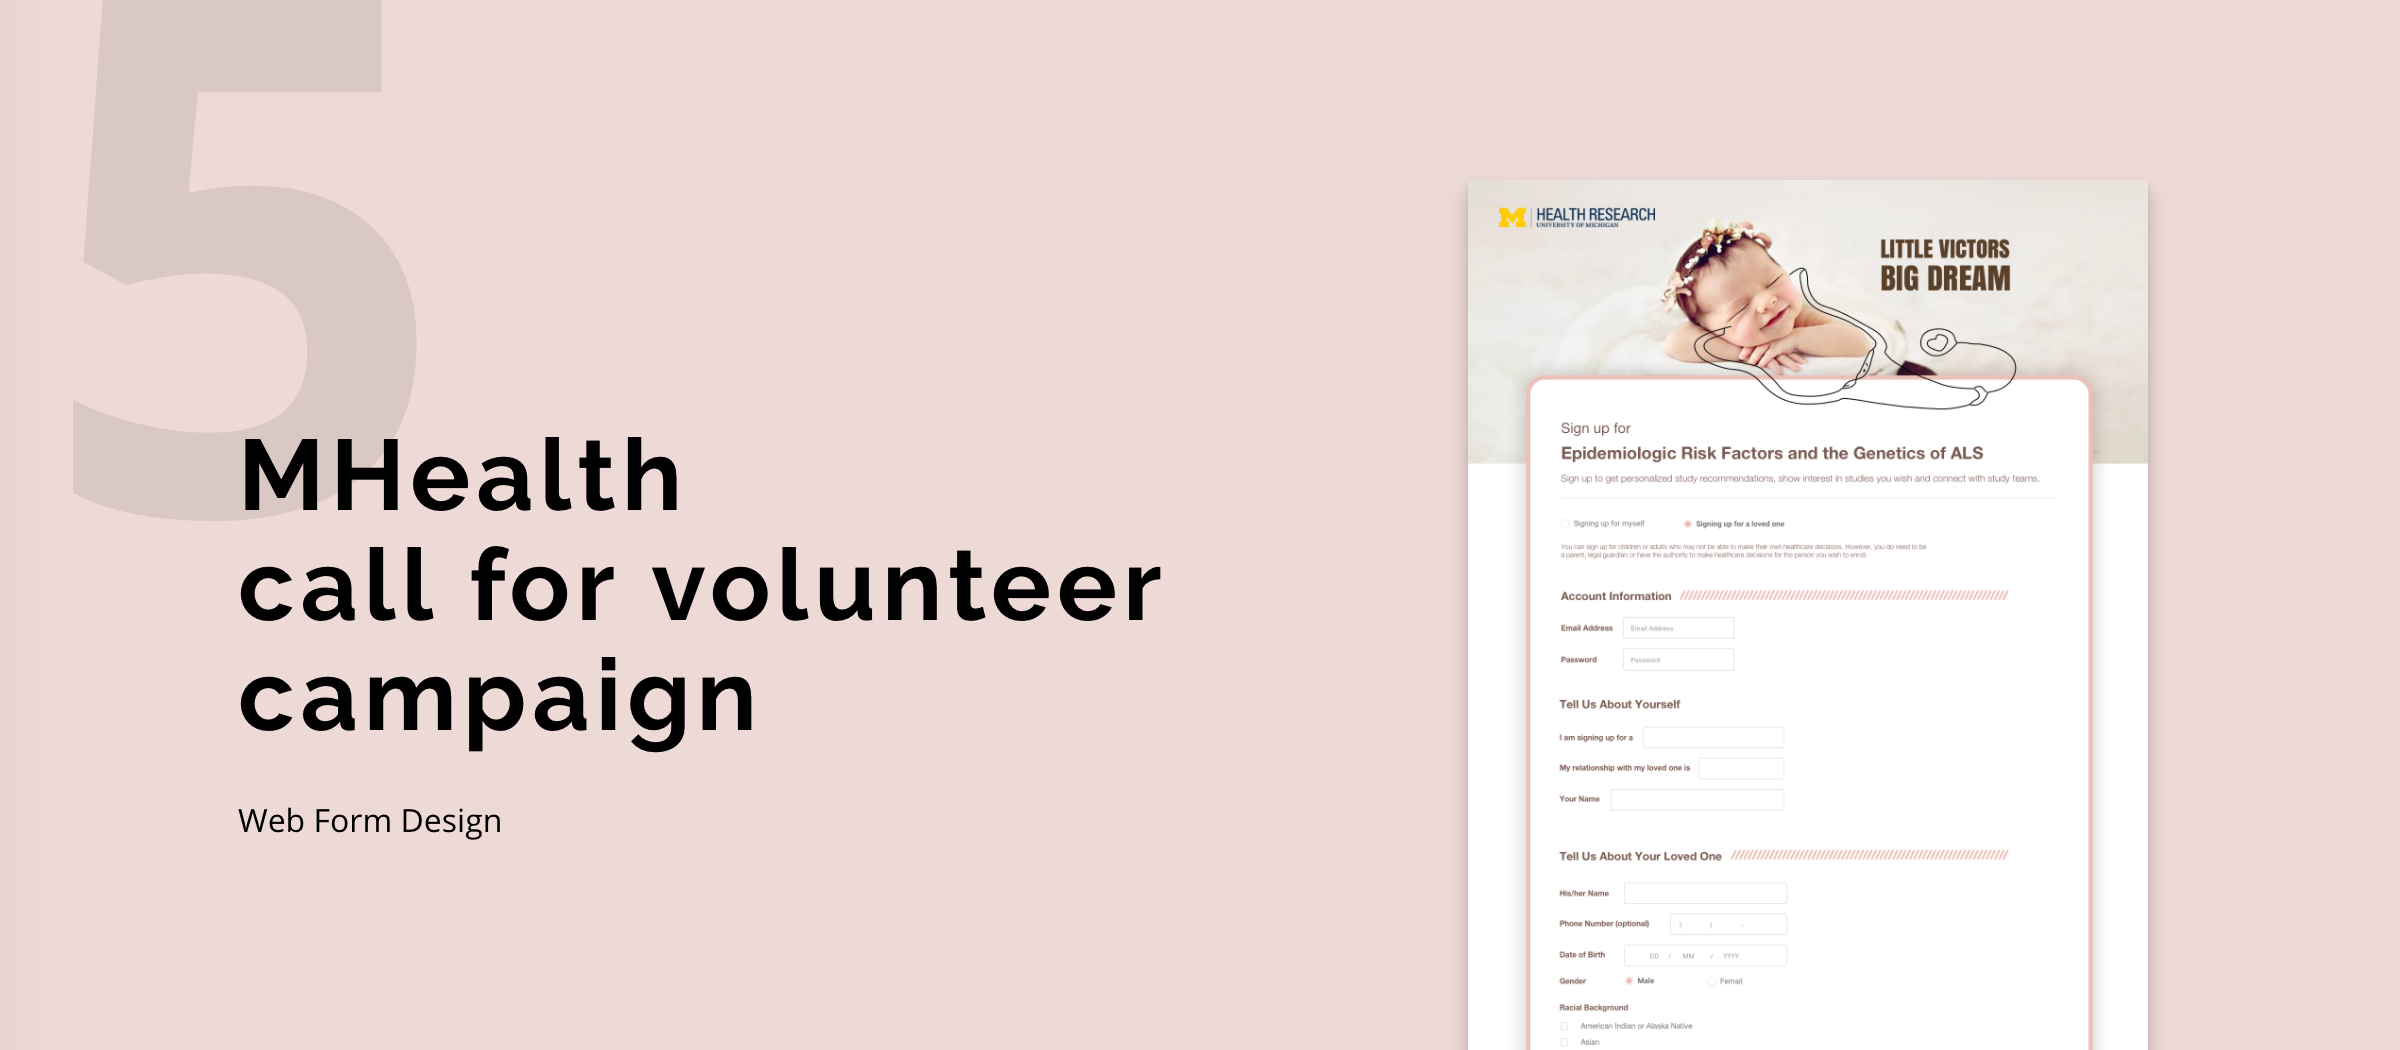 5
MHealth
call for volunteer
campaign
Web Form Design
M HEALTH RESEARCH
UNIVERSITY OF MICHIGAN
LITTLE VICTORS
BIG DREAM
Sign up for
Epidemiologic Risk Factors and the Genetics of ALS
Sign up to get personalized study recommendations, show interest in studies you wish and connect with study teams.
Signing up for myself Signing up for a loved one
You can sign up for children or adults who may not be able to make their own healthcare decisions. However, you do need to be
a parent, legal guardian or have the authority to make healthcare decisions for the person you wish to enroll.
Account Information
Email Address Email Address
Password Password
Tell Us About Yourself
I am signing up for a
My relationship with my loved one is
Your Name
Tell Us About Your Loved One
His/her Name
Phone Number (optional) ( ) -
Date of Birth DD / MM / YYYY
Gender Male Femail
Racial Background
American Indian or Alaska Native
Asian